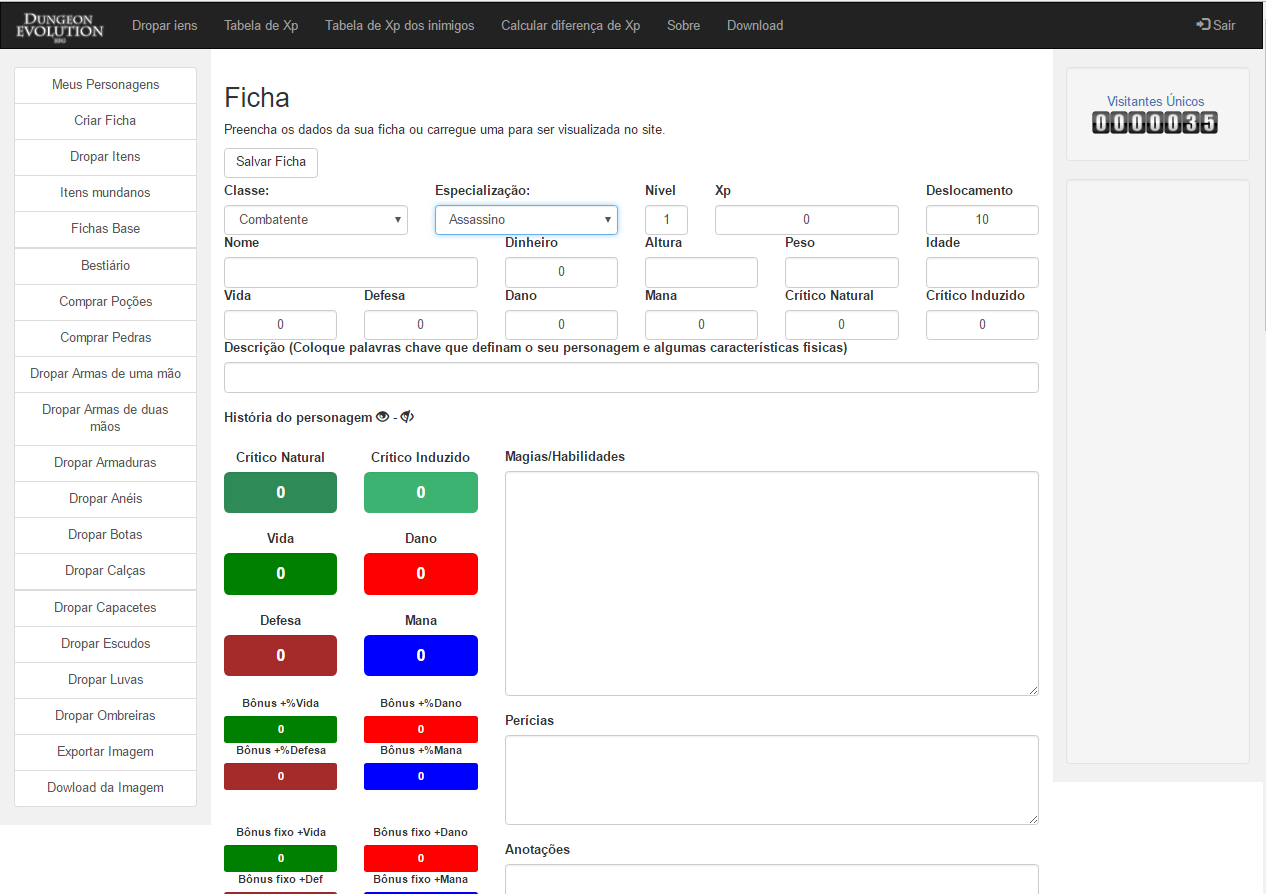 DUNGEON
EVOLUTION
RPG
Dropar iens
Tabela de Xp
Tabela de Xp dos inimigos
Calcular diferença de Xp
Sobre
Download
Sair
Meus Personagens
Criar Ficha
Dropar Itens
Itens mundanos
Fichas Base
Bestiário
Comprar Poções
Comprar Pedras
Dropar Armas de uma mão
Dropar Armas de duas
mãos
Dropar Armaduras
Dropar Anéis
Dropar Botas
Dropar Calças
Dropar Capacetes
Dropar Escudos
Dropar Luvas
Dropar Ombreiras
Exportar Imagem
Dowload da Imagem
Ficha
Preencha os dados da sua ficha ou carregue uma para ser visualizada no site.
Salvar Ficha
Classe: Especialização: Nível Xp Deslocamento
Combatente Assassino 1 0 10
Nome Dinheiro Altura Peso Idade
0
Vida Defesa Dano Mana Crítico Natural Crítico Induzido
0 0 0 0 0 0
Descrição (Coloque palavras chave que definam o seu personagem e algumas características fisicas)
História do personagem -
Crítico Natural Crítico Induzido
0 0
Vida Dano
0 0
Defesa Mana
0 0
Bônus +%Vida Bônus +%Dano
0 0
Bônus +%Defesa Bônus +%Mana
0 0
Bônus fixo +Vida Bônus fixo +Dano
0 0
Bônus fixo +Def Bônus fixo +Mana
Magias/Habilidades
Perícias
Anotações
Visitantes Únicos
0000035